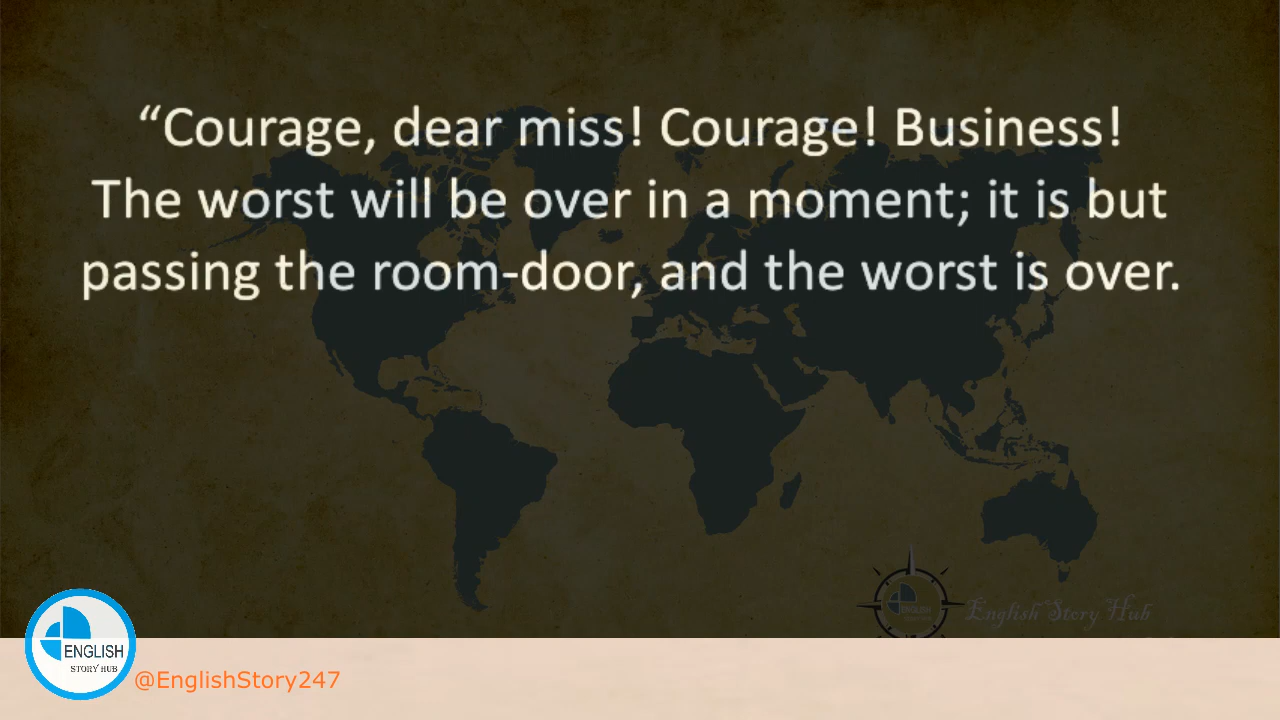 “Courage, dear miss! Courage! Business!
The worst will be over in a moment; it is but
passing the room-door, and the worst is over.
ENGLISH
English Story Hub
ENGLISH
STORY HUB
@EnglishStory247